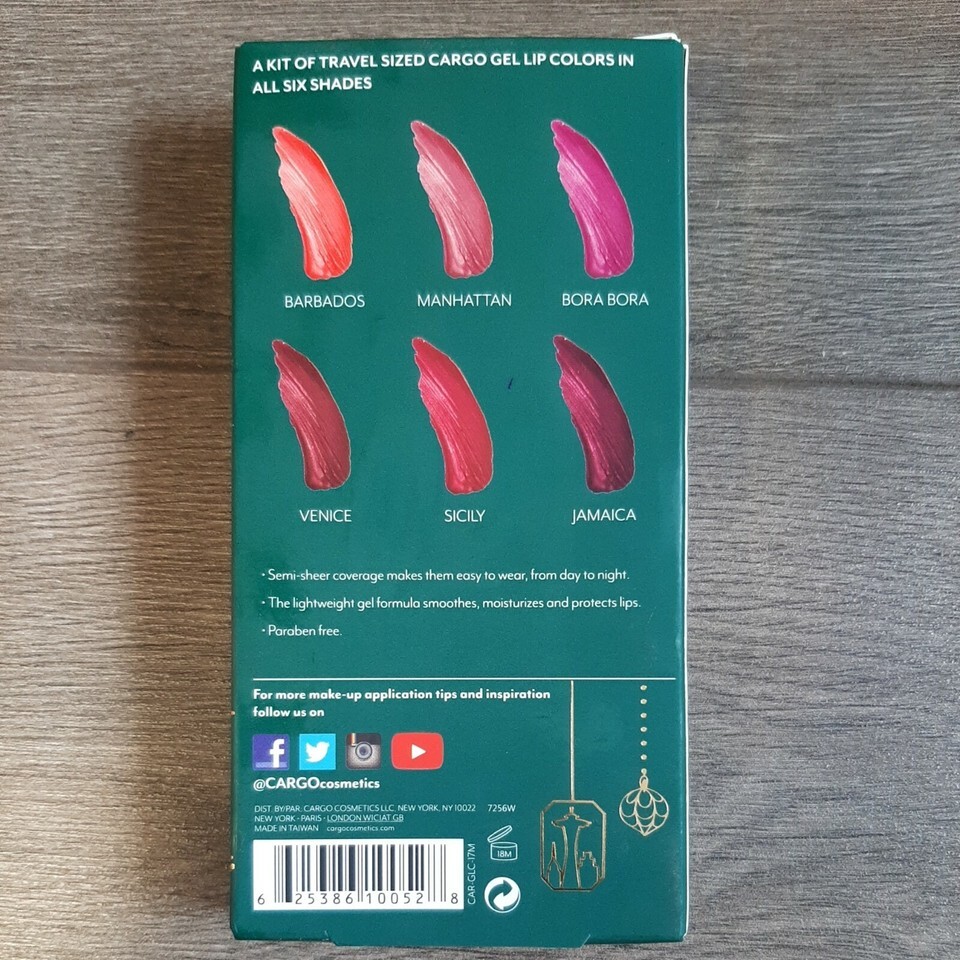 A KIT OF TRAVEL SIZED CARGO GEL LIP COLORS IN
ALL SIX SHADES
BARBADOS
MANHATTAN
BORA BORA
VENICE
SICILY
JAMAICA
• Semi-sheer coverage makes them easy to wear, from day to night.
• The lightweight gel formula smoothes, moisturizes and protects lips.
• Paraben free.
For more make-up application tips and inspiration
follow us on
@CARGOcosmetics
DIST. BY/PAR: CARGO COSMETICS LLC, NEW YORK, NY 10022 7256W
NEW YORK - PARIS - LONDON W1C1AT GB
MADE IN TAIWAN cargocosmetics.com
18M
CAR-GLC-17M
6 25386 10052 8